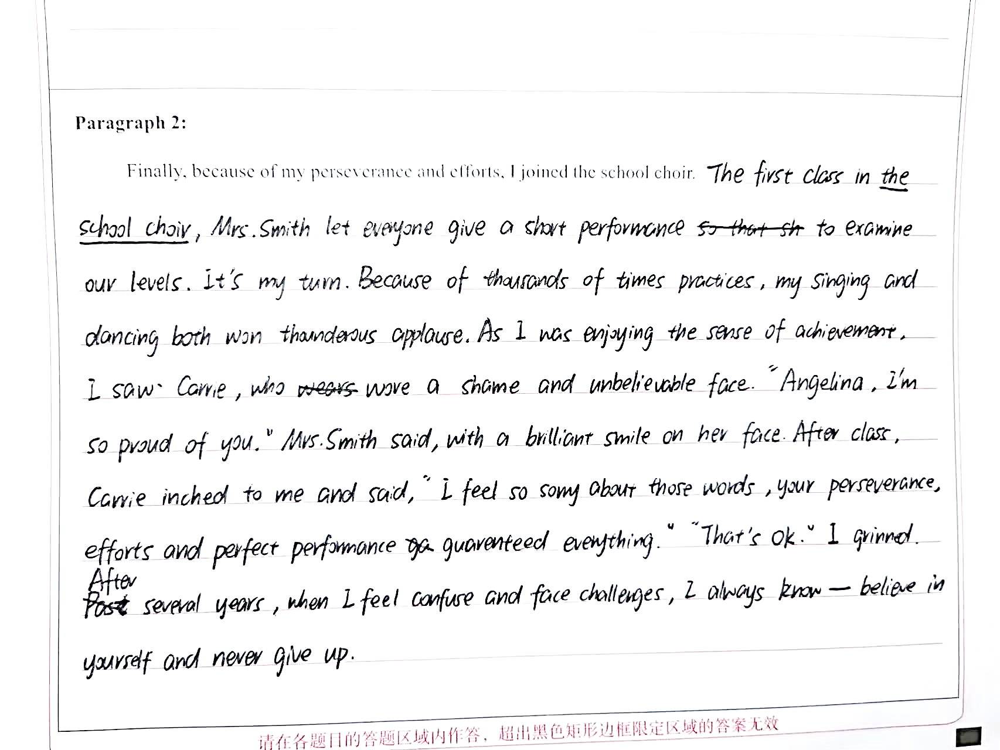 Paragraph 2:
Finally, because of my perseverance and efforts, I joined the school choir. The first class in the
school choir, Mrs. Smith let everyone give a short performance so that sh to examine
our levels. It's my turn. Because of thousands of times practices, my singing and
dancing both won thounderous applause. As I was enjoying the sense of achievement,
I saw Carrie, who wears wore a shame and unbelievable face. "Angelina, I'm
so proud of you." Mrs. Smith said, with a brilliant smile on her face. After class,
Carrie inched to me and said, "I feel so sorry about those words, your perseverance,
efforts and perfect performance ga guarenteed everything." "That's ok." I grinned.
After
Past several years, when I feel confuse and face challenges, I always know — believe in
yourself and never give up.
请在各题目的答题区域内作答，超出黑色矩形边框限定区域的答案无效